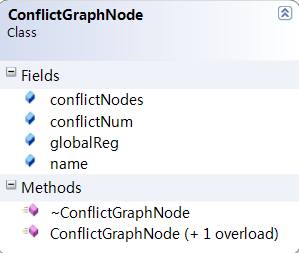 ConflictGraphNode
Class
Fields
conflictNodes
conflictNum
globalReg
name
Methods
~ConflictGraphNode
ConflictGraphNode (+ 1 overload)